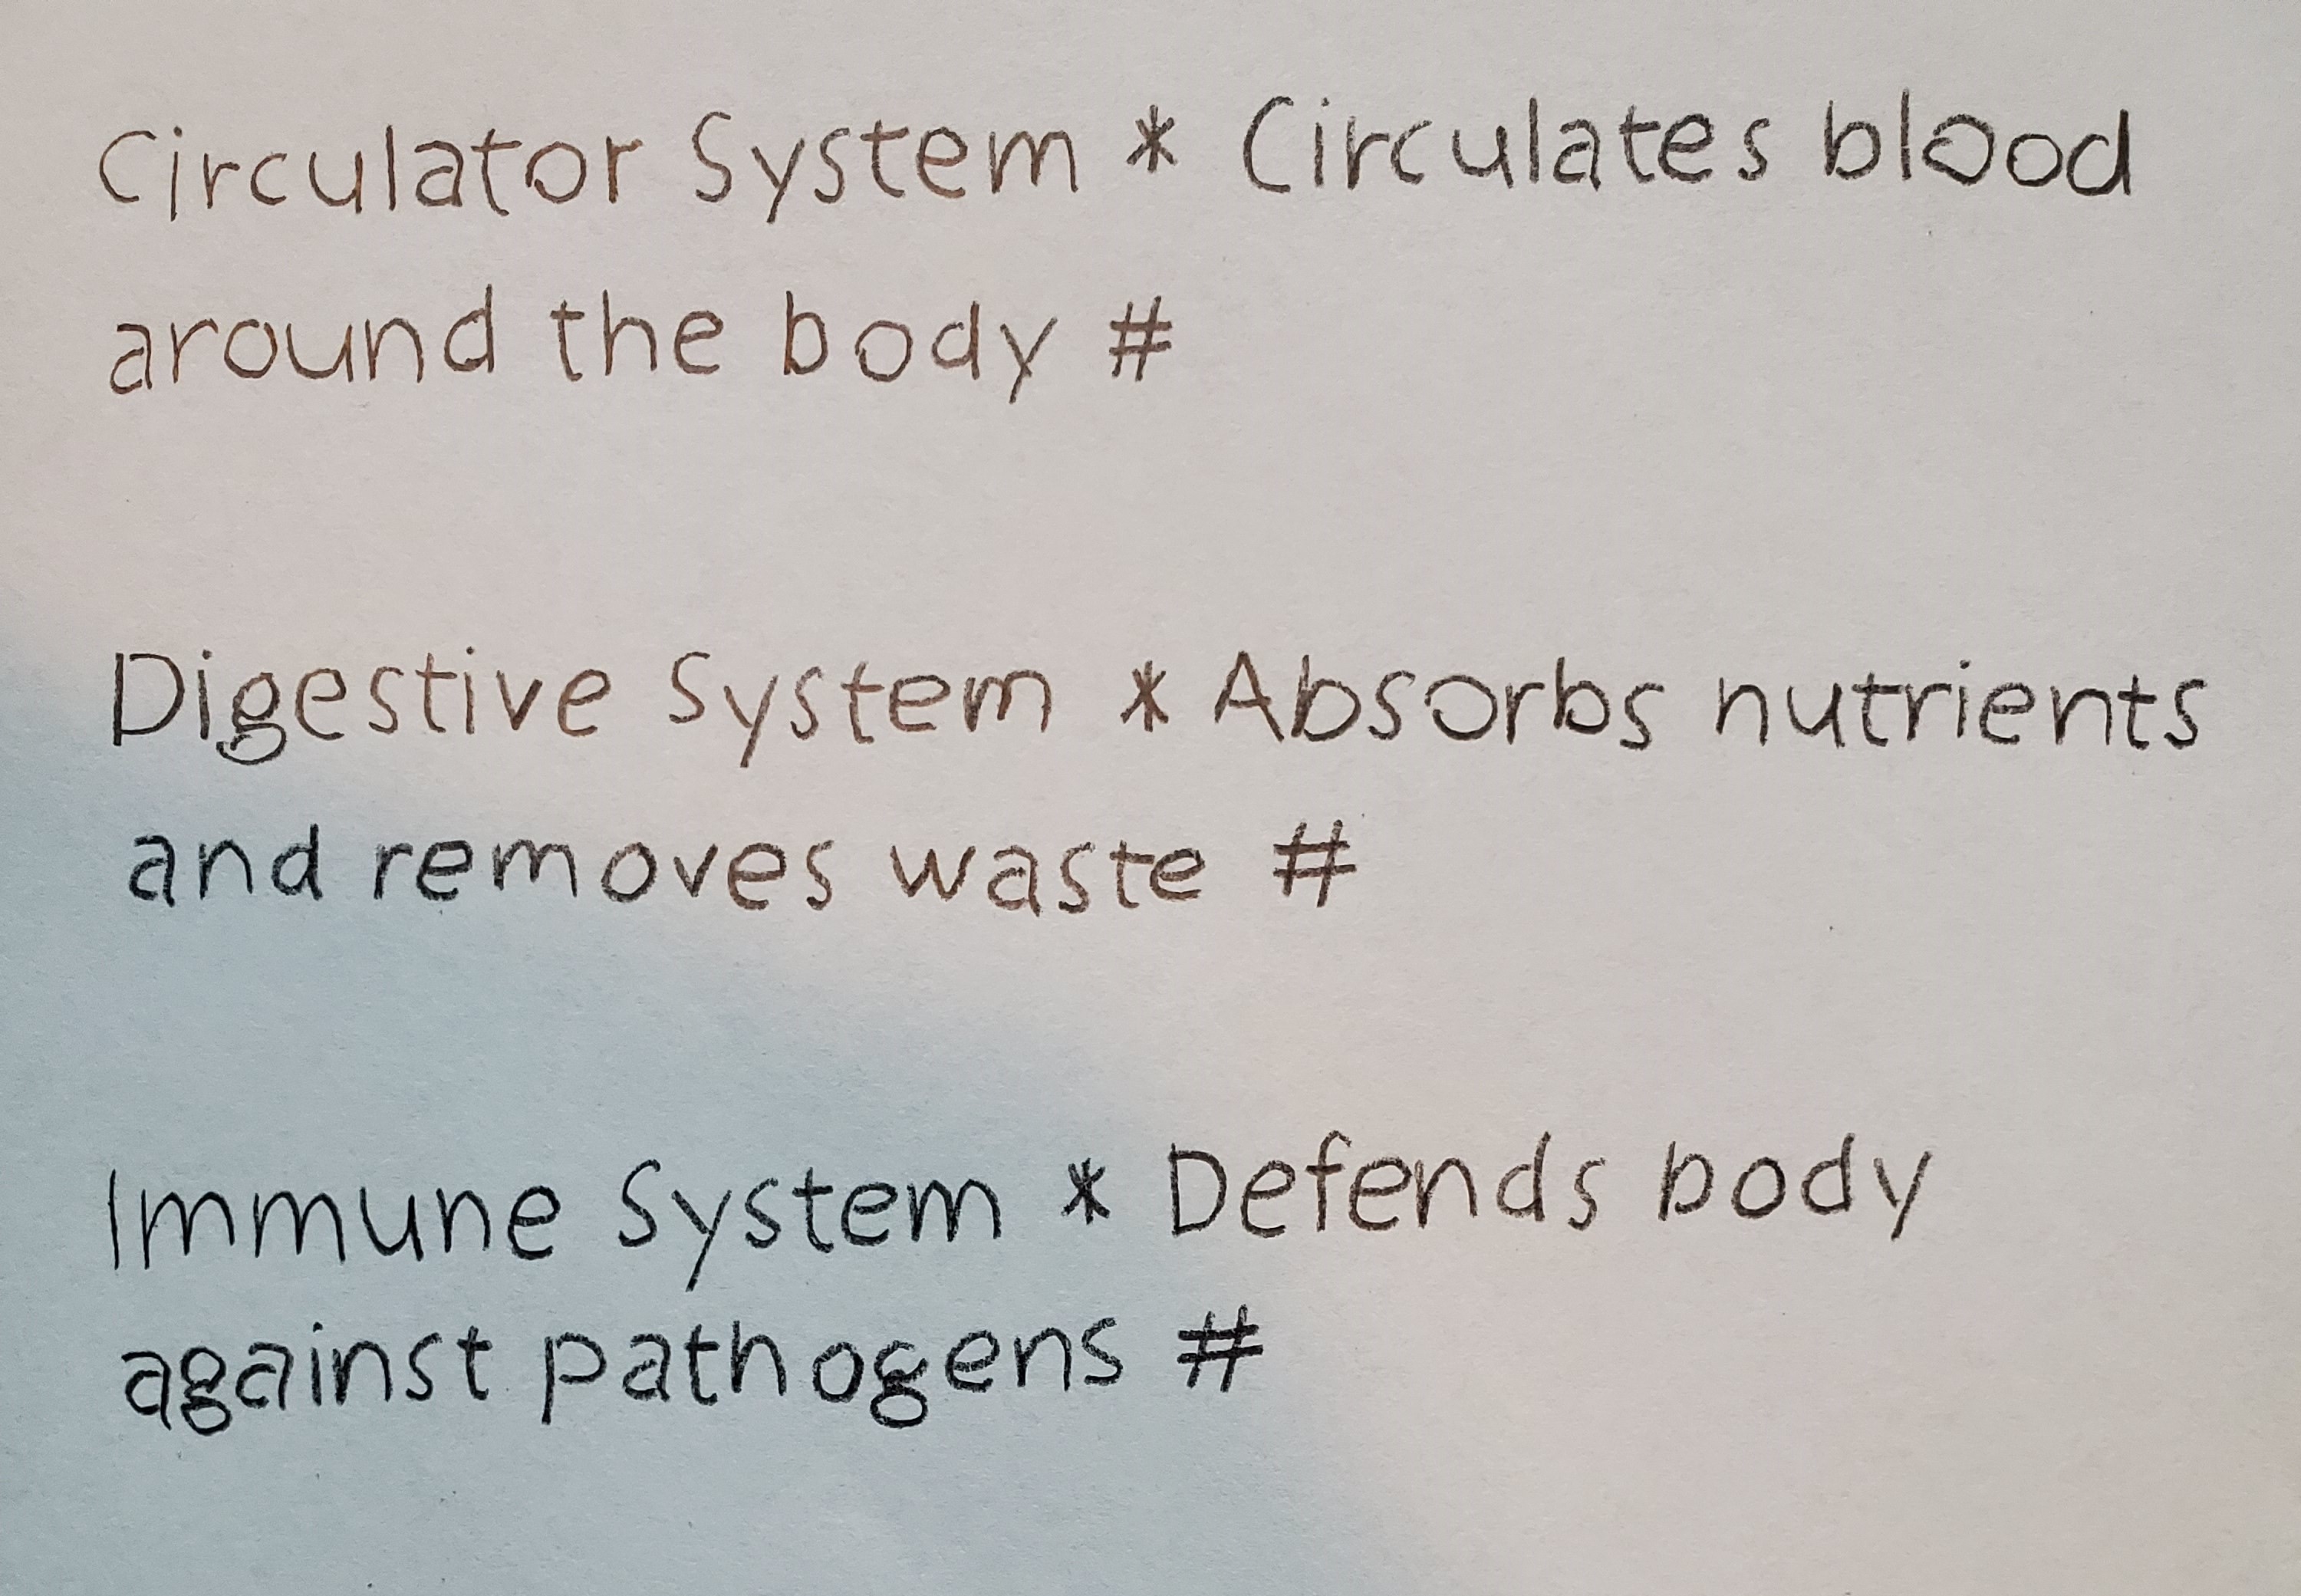 Circulator System * Circulates blood
around the body #
Digestive System * Absorbs nutrients
and removes waste #
Immune System * Defends body
against pathogens #